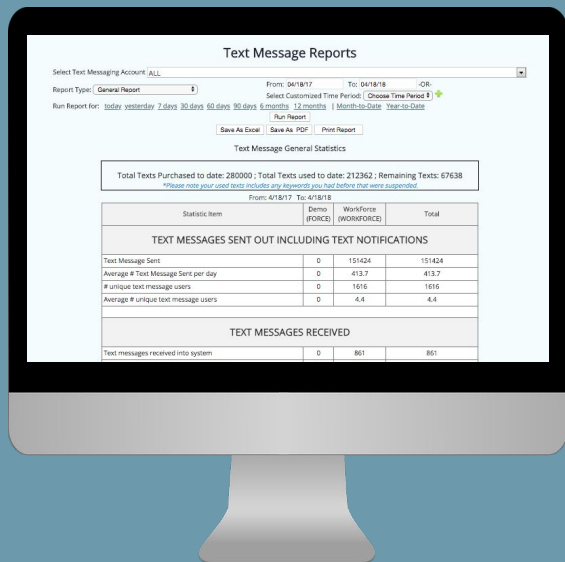 Text Message Reports
Select Text Messaging Account ALL
Report Type: General Report From: 04/18/17 To: 04/18/18 -OR-
Select Customized Time Period: Choose Time Period
Run Report for: today yesterday 7 days 30 days 60 days 90 days 6 months 12 months | Month-to-Date Year-to-Date
Run Report
Save As Excel Save As PDF Print Report
Text Message General Statistics
Total Texts Purchased to date: 280000 ; Total Texts used to date: 212362 ; Remaining Texts: 67638
*Please note your used texts includes any keywords you had before that were suspended.
From: 4/18/17 To: 4/18/18
Statistic Item Demo (FORCE) WorkForce (WORKFORCE) Total
TEXT MESSAGES SENT OUT INCLUDING TEXT NOTIFICATIONS
Text Message Sent 0 151424 151424
Average # Text Message Sent per day 0 413.7 413.7
# unique text message users 0 1616 1616
Average # unique text message users 0 4.4 4.4
TEXT MESSAGES RECEIVED
Text messages received into system 0 861 861